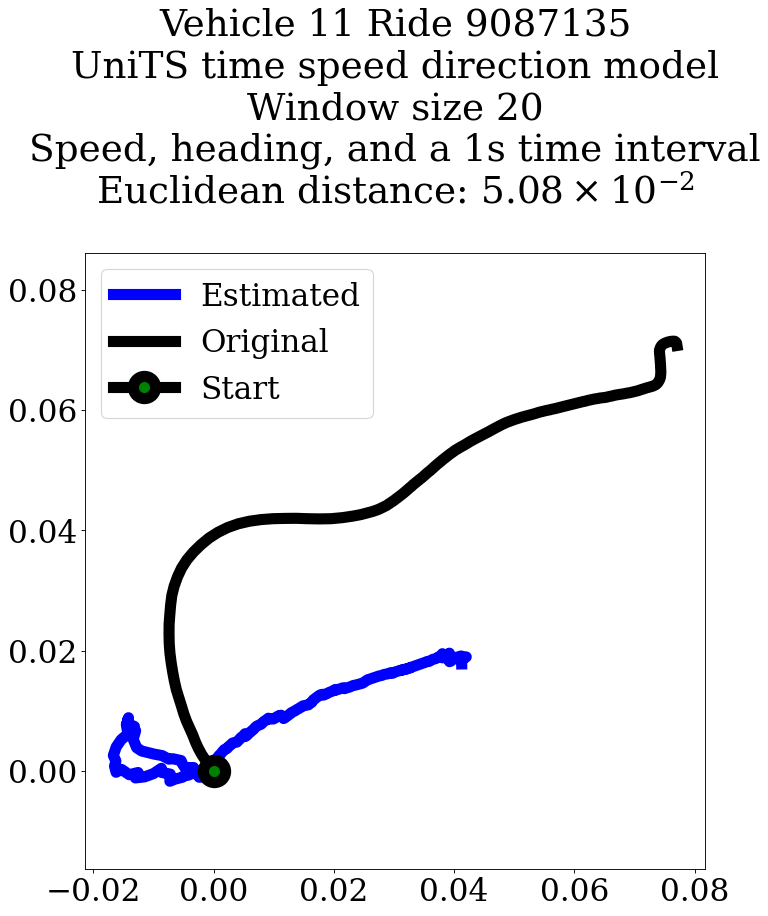 Vehicle 11 Ride 9087135
UniTS time speed direction model
Window size 20
Speed, heading, and a 1s time interval
Euclidean distance: 5.08 × 10⁻²
Estimated
Original
Start
0.08
0.06
0.04
0.02
0.00
−0.02 0.00 0.02 0.04 0.06 0.08